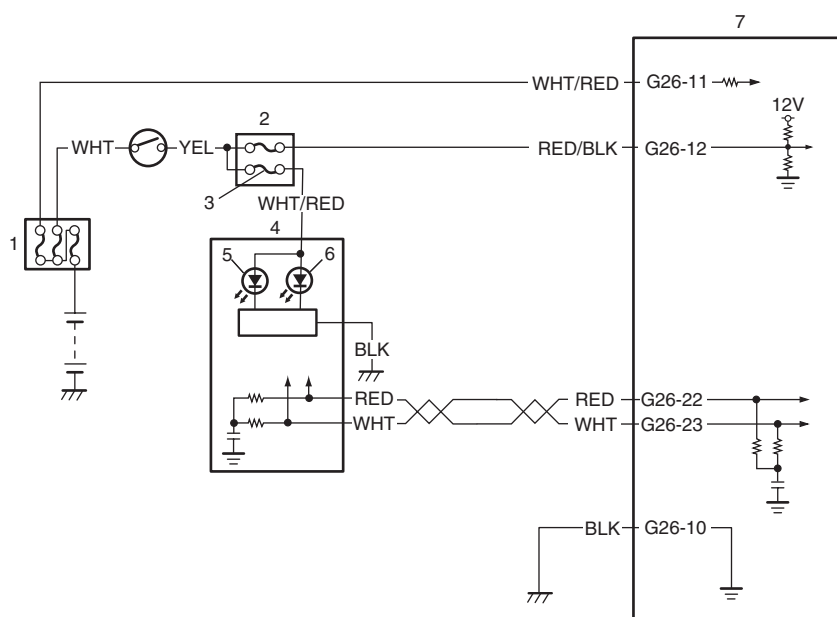 7
WHT/RED
G26-11
12V
2
WHT
YEL
RED/BLK
G26-12
3
WHT/RED
1
4
5
6
BLK
RED
RED
G26-22
WHT
WHT
G26-23
BLK
G26-10